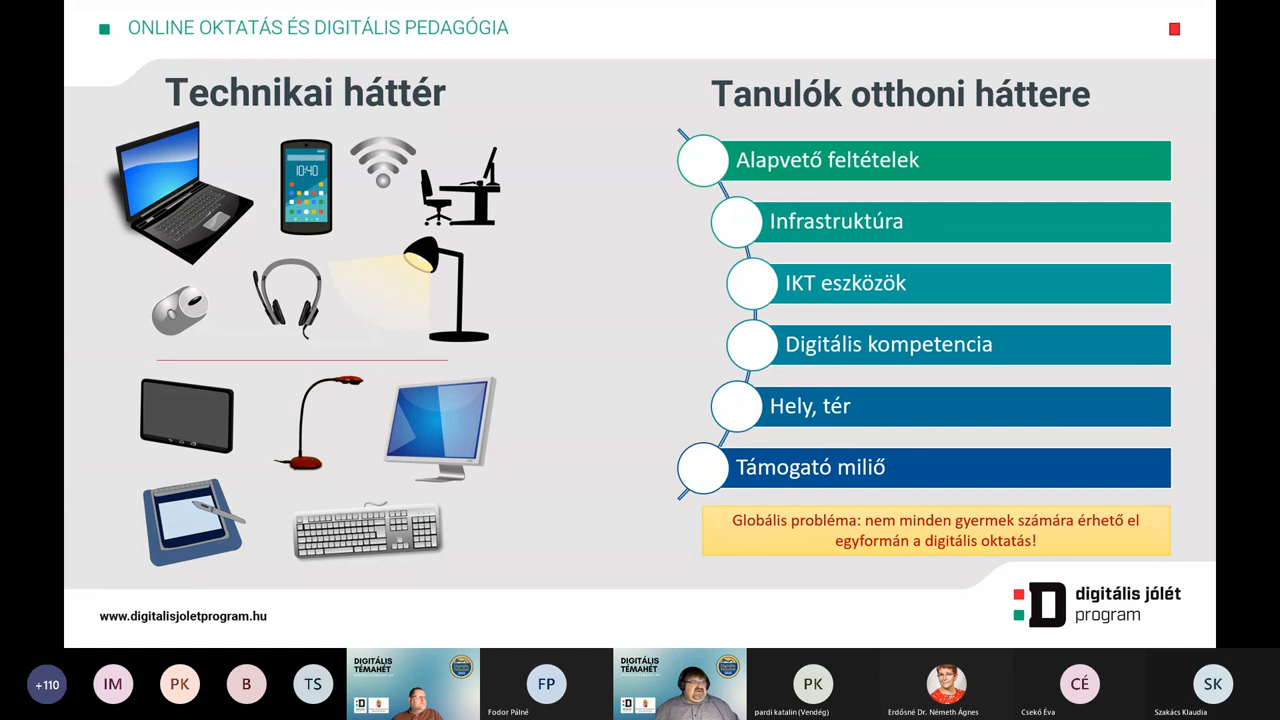 ONLINE OKTATÁS ÉS DIGITÁLIS PEDAGÓGIA
Technikai háttér
10:40
Tanulók otthoni háttere
Alapvető feltételek
Infrastruktúra
IKT eszközök
Digitális kompetencia
Hely, tér
Támogató miliő
Globális probléma: nem minden gyermek számára érhető el
egyformán a digitális oktatás!
www.digitalisjoletprogram.hu
digitális jólét
program
+110
IM
PK
B
TS
DIGITÁLIS
TÉMAHÉT
FP
Fodor Pálné
DIGITÁLIS
TÉMAHÉT
PK
pardi katalin (Vendég)
Erdősné Dr. Németh Ágnes
CÉ
Csekő Éva
SK
Szakács Klaudia